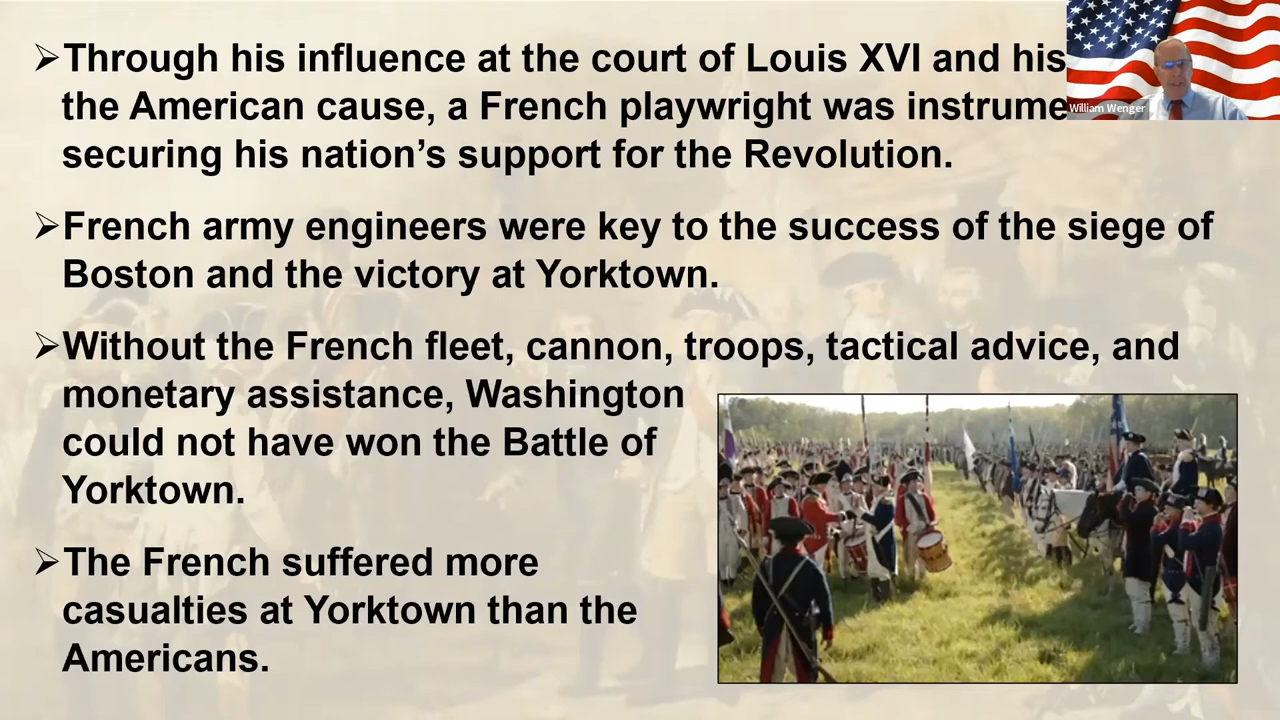 ➢Through his influence at the court of Louis XVI and his
the American cause, a French playwright was
securing his nation’s support for the Revolution.
➢French army engineers were key to the success of the siege of
Boston and the victory at Yorktown.
➢Without the French fleet, cannon, troops, tactical advice, and
monetary assistance, Washington
could not have won the Battle of
Yorktown.
➢The French suffered more
casualties at Yorktown than the
Americans.
William Wenger